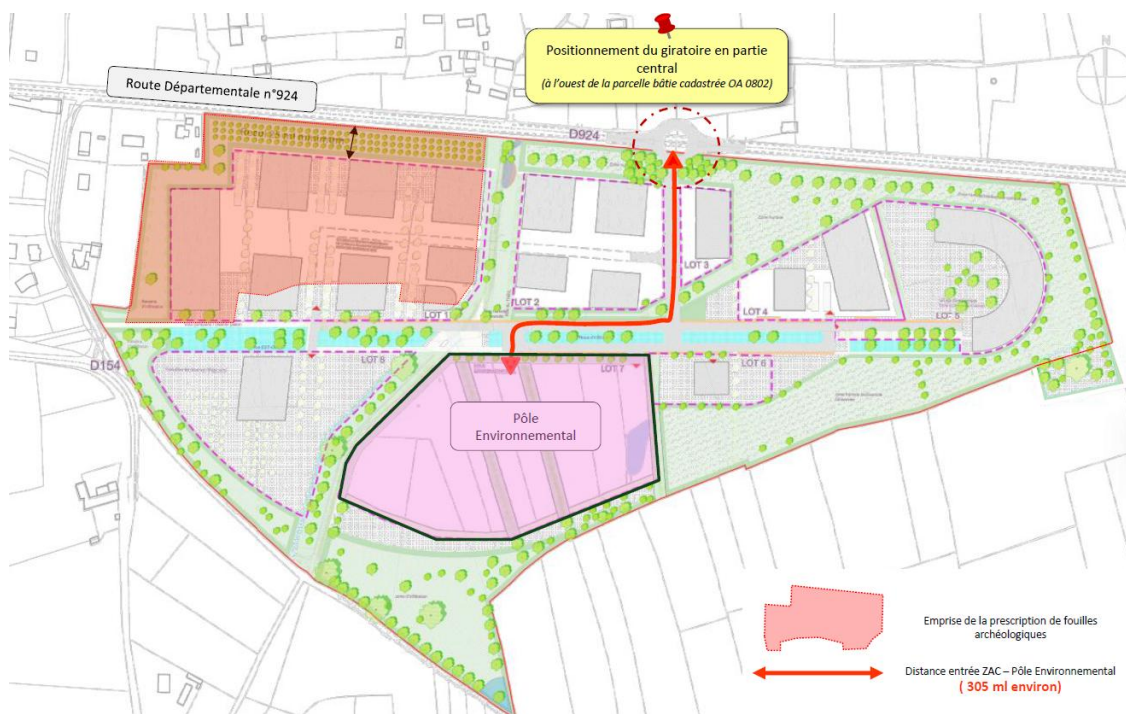 Positionnement du giratoire en partie
central
(à l'ouest de la parcelle bâtie cadastrée OA 0802)
N
Route Départementale n°924
D924
LOT 3
LOT 2
LOT 1
LOT 4
LOT 5
D154
LOT 8
LOT 7
LOT 6
Pôle
Environnemental
Emprise de la prescription de fouilles
archéologiques
Distance entrée ZAC – Pôle Environnemental
( 305 ml environ)